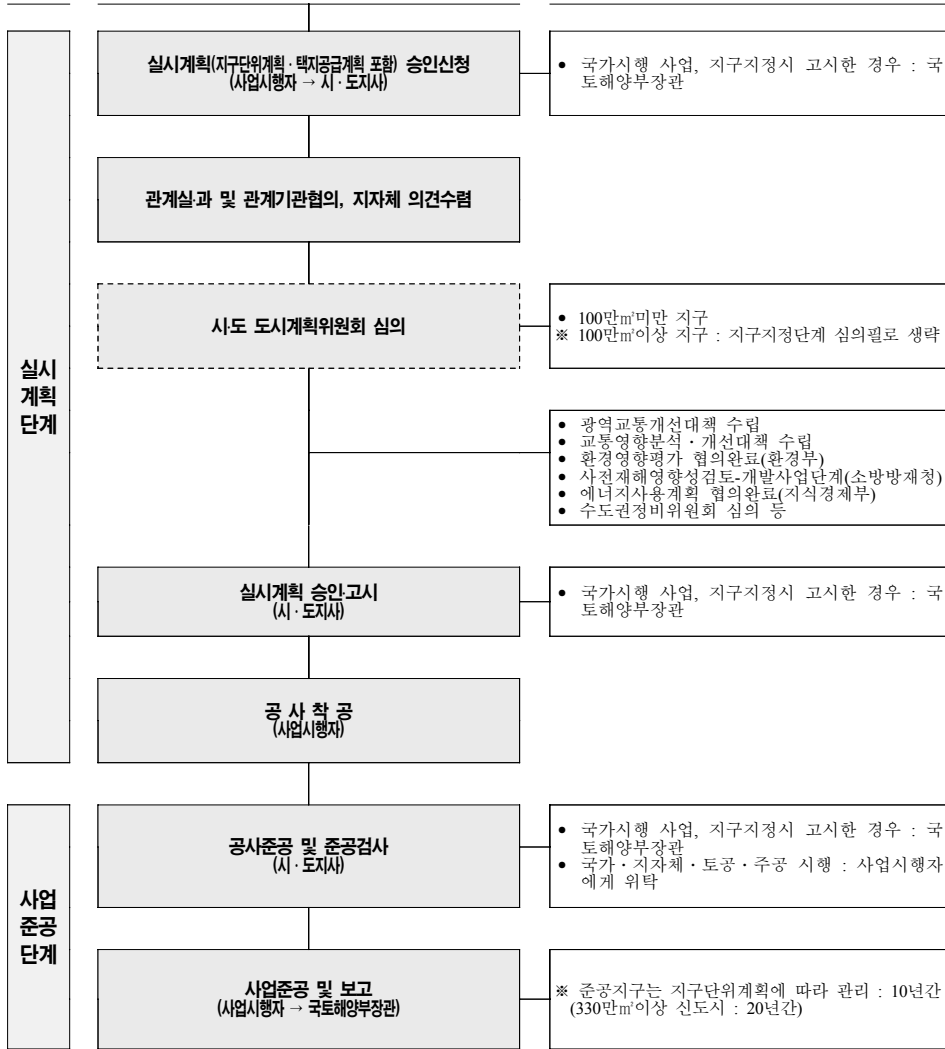 실시
계획
단계
실시계획(지구단위계획 · 택지공급계획 포함) 승인신청
(사업시행자 → 시 · 도지사)
• 국가시행 사업, 지구지정시 고시한 경우 : 국
토해양부장관
관계실·과 및 관계기관협의, 지자체 의견수렴
시·도 도시계획위원회 심의
• 100만㎡미만 지구
※ 100만㎡이상 지구 : 지구지정단계 심의필로 생략
• 광역교통개선대책 수립
• 교통영향분석 · 개선대책 수립
• 환경영향평가 협의완료(환경부)
• 사전재해영향성검토-개발사업단계(소방방재청)
• 에너지사용계획 협의완료(지식경제부)
• 수도권정비위원회 심의 등
실시계획 승인·고시
(시 · 도지사)
• 국가시행 사업, 지구지정시 고시한 경우 : 국
토해양부장관
공 사 착 공
(사업시행자)
사업
준공
단계
공사준공 및 준공검사
(시 · 도지사)
• 국가시행 사업, 지구지정시 고시한 경우 : 국
토해양부장관
• 국가 · 지자체 · 토공 · 주공 시행 : 사업시행자
에게 위탁
사업준공 및 보고
(사업시행자 → 국토해양부장관)
※ 준공지구는 지구단위계획에 따라 관리 : 10년간
(330만㎡이상 신도시 : 20년간)